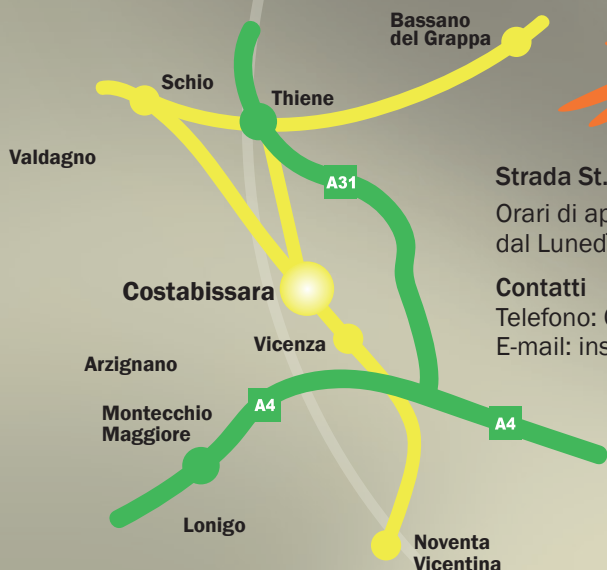 Bassano
del Grappa
Schio
Thiene
Valdagno
A31
Strada St.
Orari di ap
dal Luned
Costabissara
Contatti
Telefono:
E-mail: ins
Vicenza
Arzignano
A4
Montecchio
Maggiore
A4
Lonigo
Noventa
Vicentina